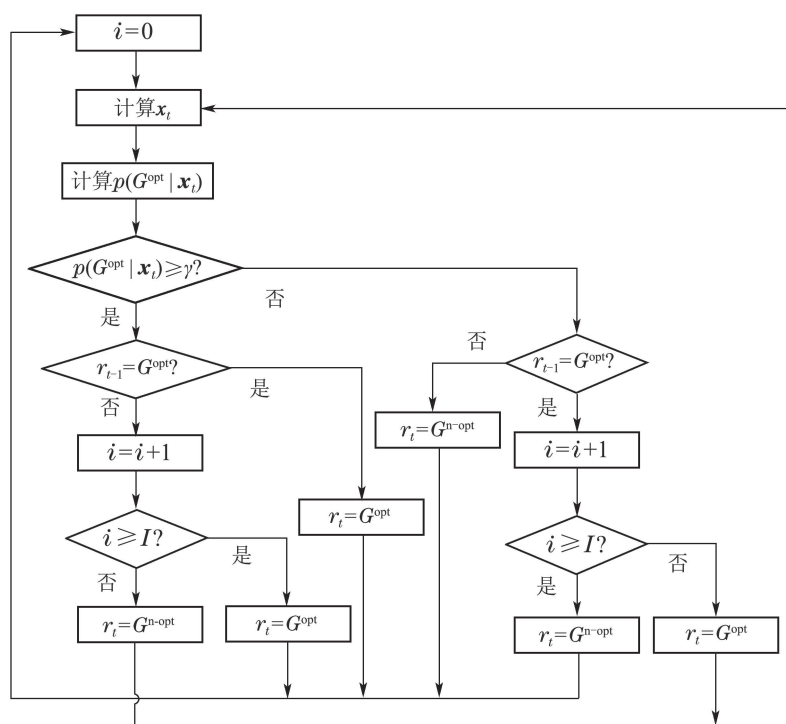 i=0
计算x_t
计算p(G^opt | x_t)
p(G^opt | x_t)≥γ?
否
是
r_{t-1}=G^opt?
是
否
i=i+1
r_t=G^opt
i≥I?
是
否
r_t=G^n-opt
r_t=G^opt
r_{t-1}=G^opt?
否
是
r_t=G^n-opt
i=i+1
i≥I?
否
是
r_t=G^n-opt
r_t=G^opt